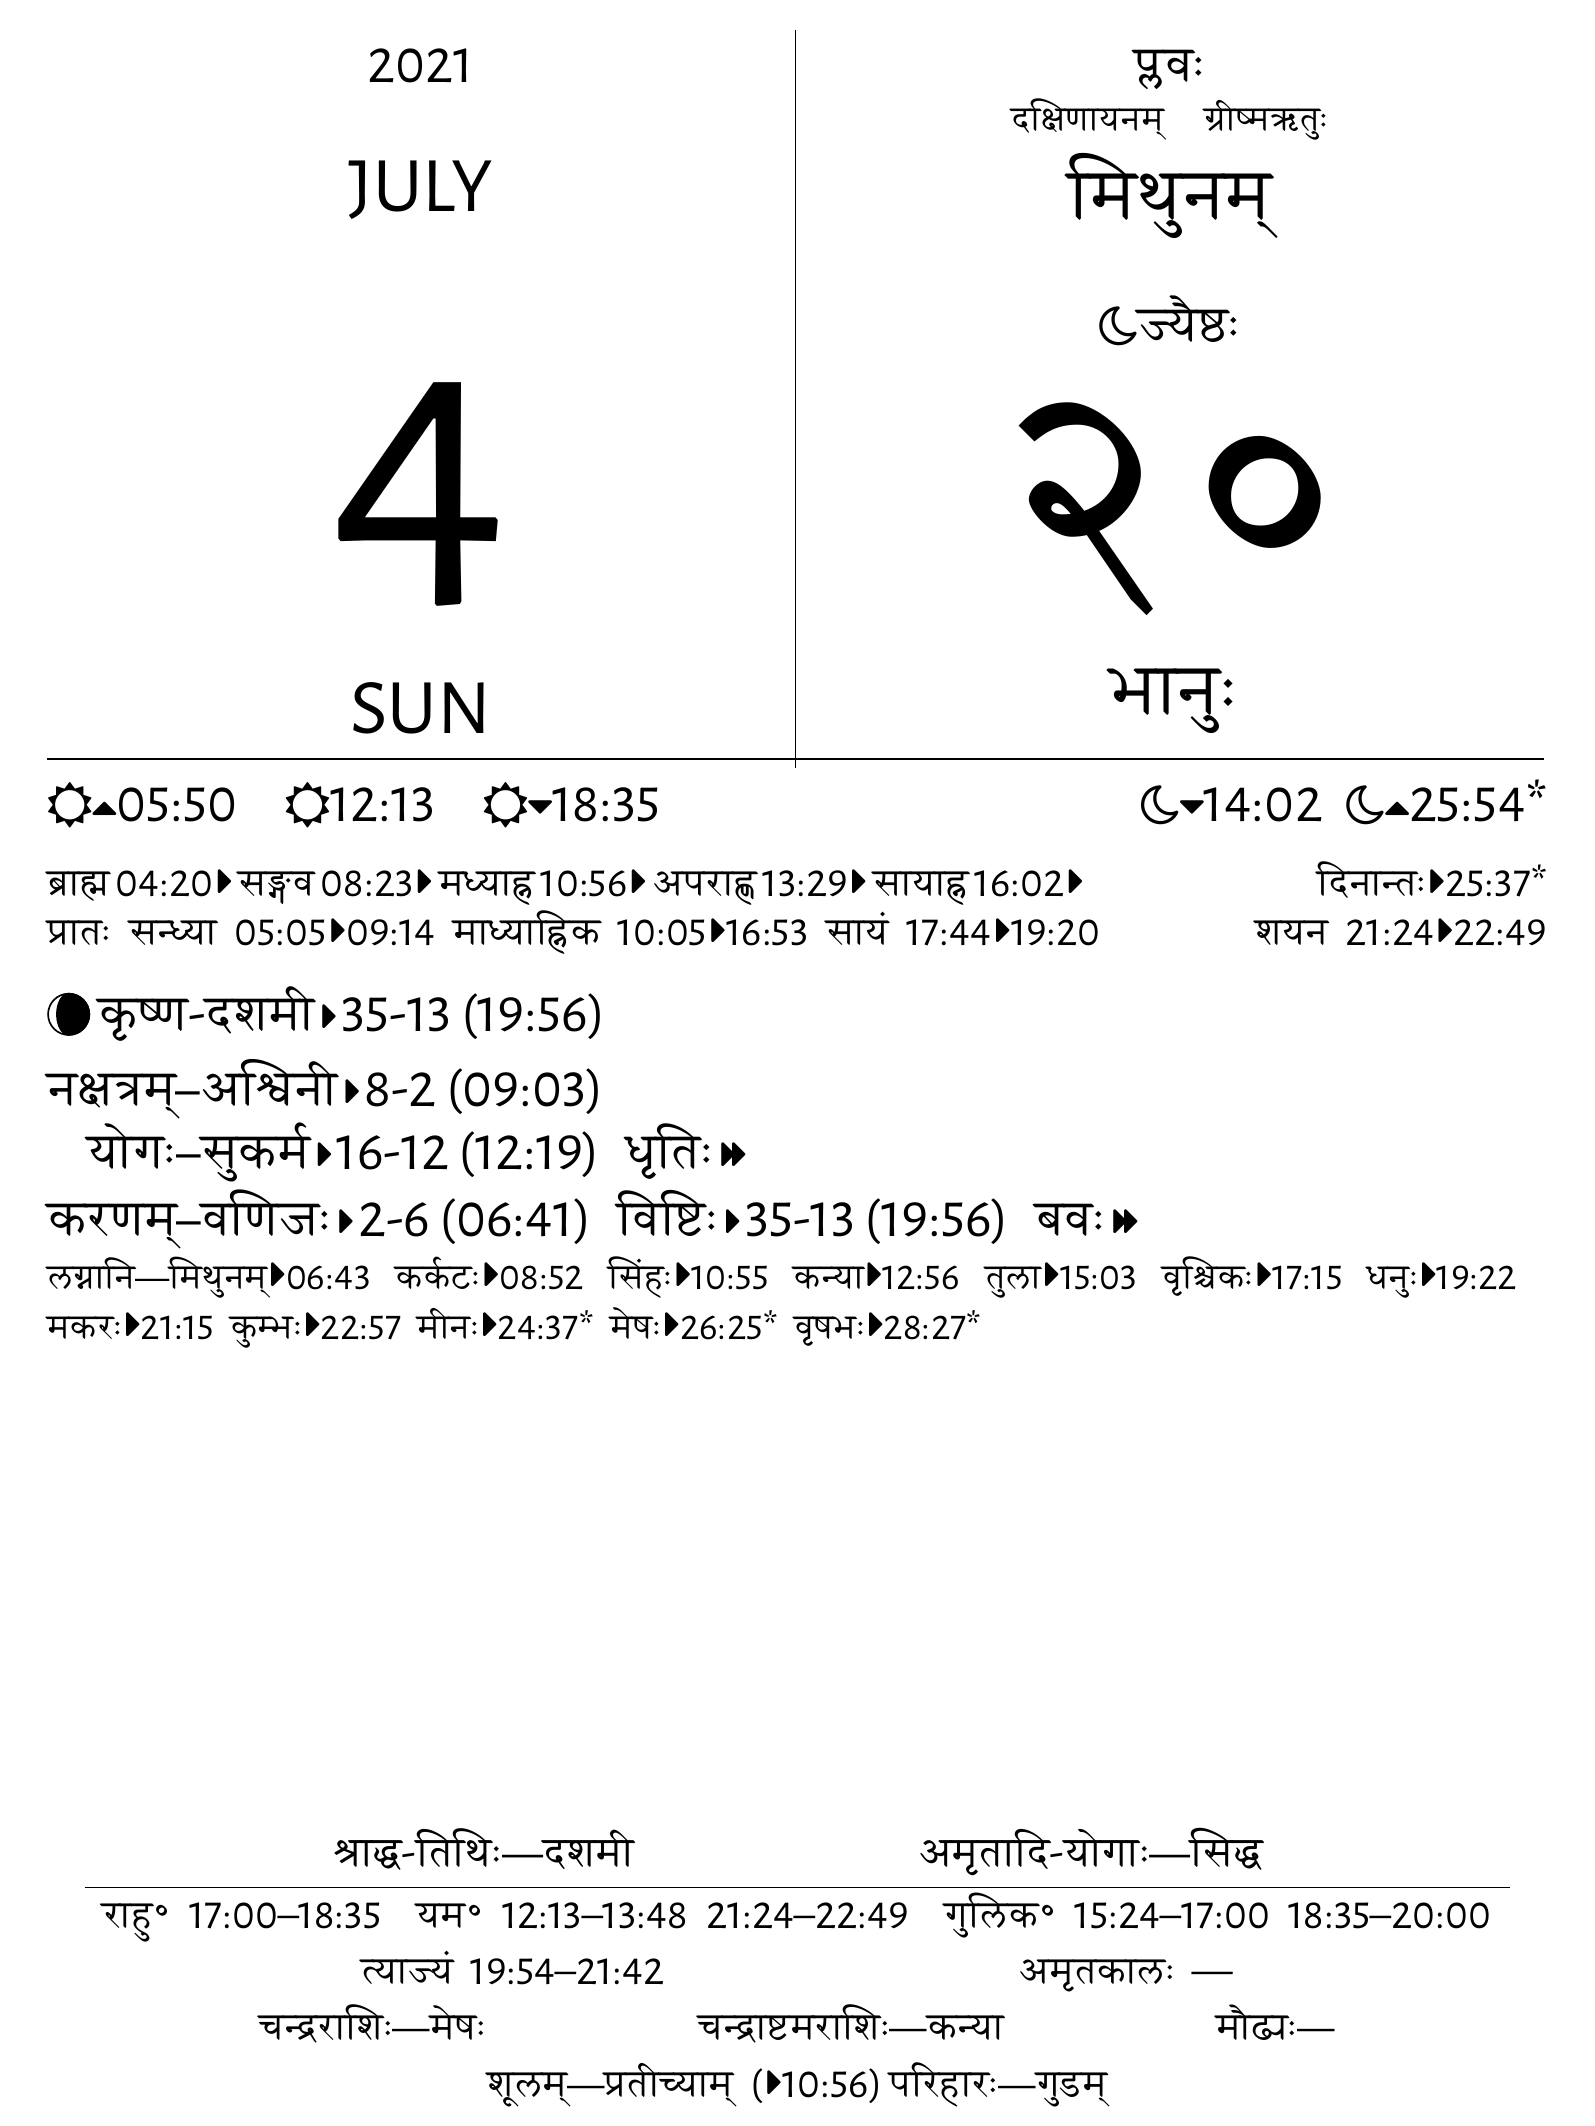 2021
JULY
4
SUN
प्लवः
दक्षिणायनम् ग्रीष्मऋतुः
मिथुनम्
ज्यैष्ठः
२०
भानुः
05:50 12:13 18:35 14:02 25:54*
ब्राह्म 04:20 सङ्गव 08:23 मध्याह्न 10:56 अपराह्ण 13:29 सायाह्न 16:02 दिनान्तः 25:37*
प्रातः सन्ध्या 05:05 09:14 माध्याह्निक 10:05 16:53 सायं 17:44 19:20 शयन 21:24 22:49
कृष्ण-दशमी 35-13 (19:56)
नक्षत्रम्–अश्विनी 8-2 (09:03)
योगः–सुकर्म 16-12 (12:19) धृतिः
करणम्–वणिजः 2-6 (06:41) विष्टिः 35-13 (19:56) बवः
लग्नानि—मिथुनम् 06:43 कर्कटः 08:52 सिंहः 10:55 कन्या 12:56 तुला 15:03 वृश्चिकः 17:15 धनुः 19:22
मकरः 21:15 कुम्भः 22:57 मीनः 24:37* मेषः 26:25* वृषभः 28:27*
श्राद्ध-तिथिः—दशमी अमृतादि-योगाः—सिद्ध
राहु॰ 17:00–18:35 यम॰ 12:13–13:48 21:24–22:49 गुलिक॰ 15:24–17:00 18:35–20:00
त्याज्यं 19:54–21:42 अमृतकालः —
चन्द्रराशिः—मेषः चन्द्राष्टमराशिः—कन्या मौढ्यः—
शूलम्—प्रतीच्याम् (10:56) परिहारः—गुडम्